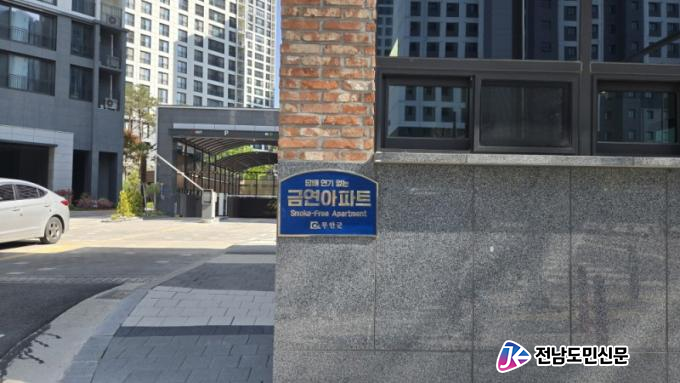 담배 연기 없는
금연아파트
Smoke-Free Apartment
무안군
P
전남도민신문